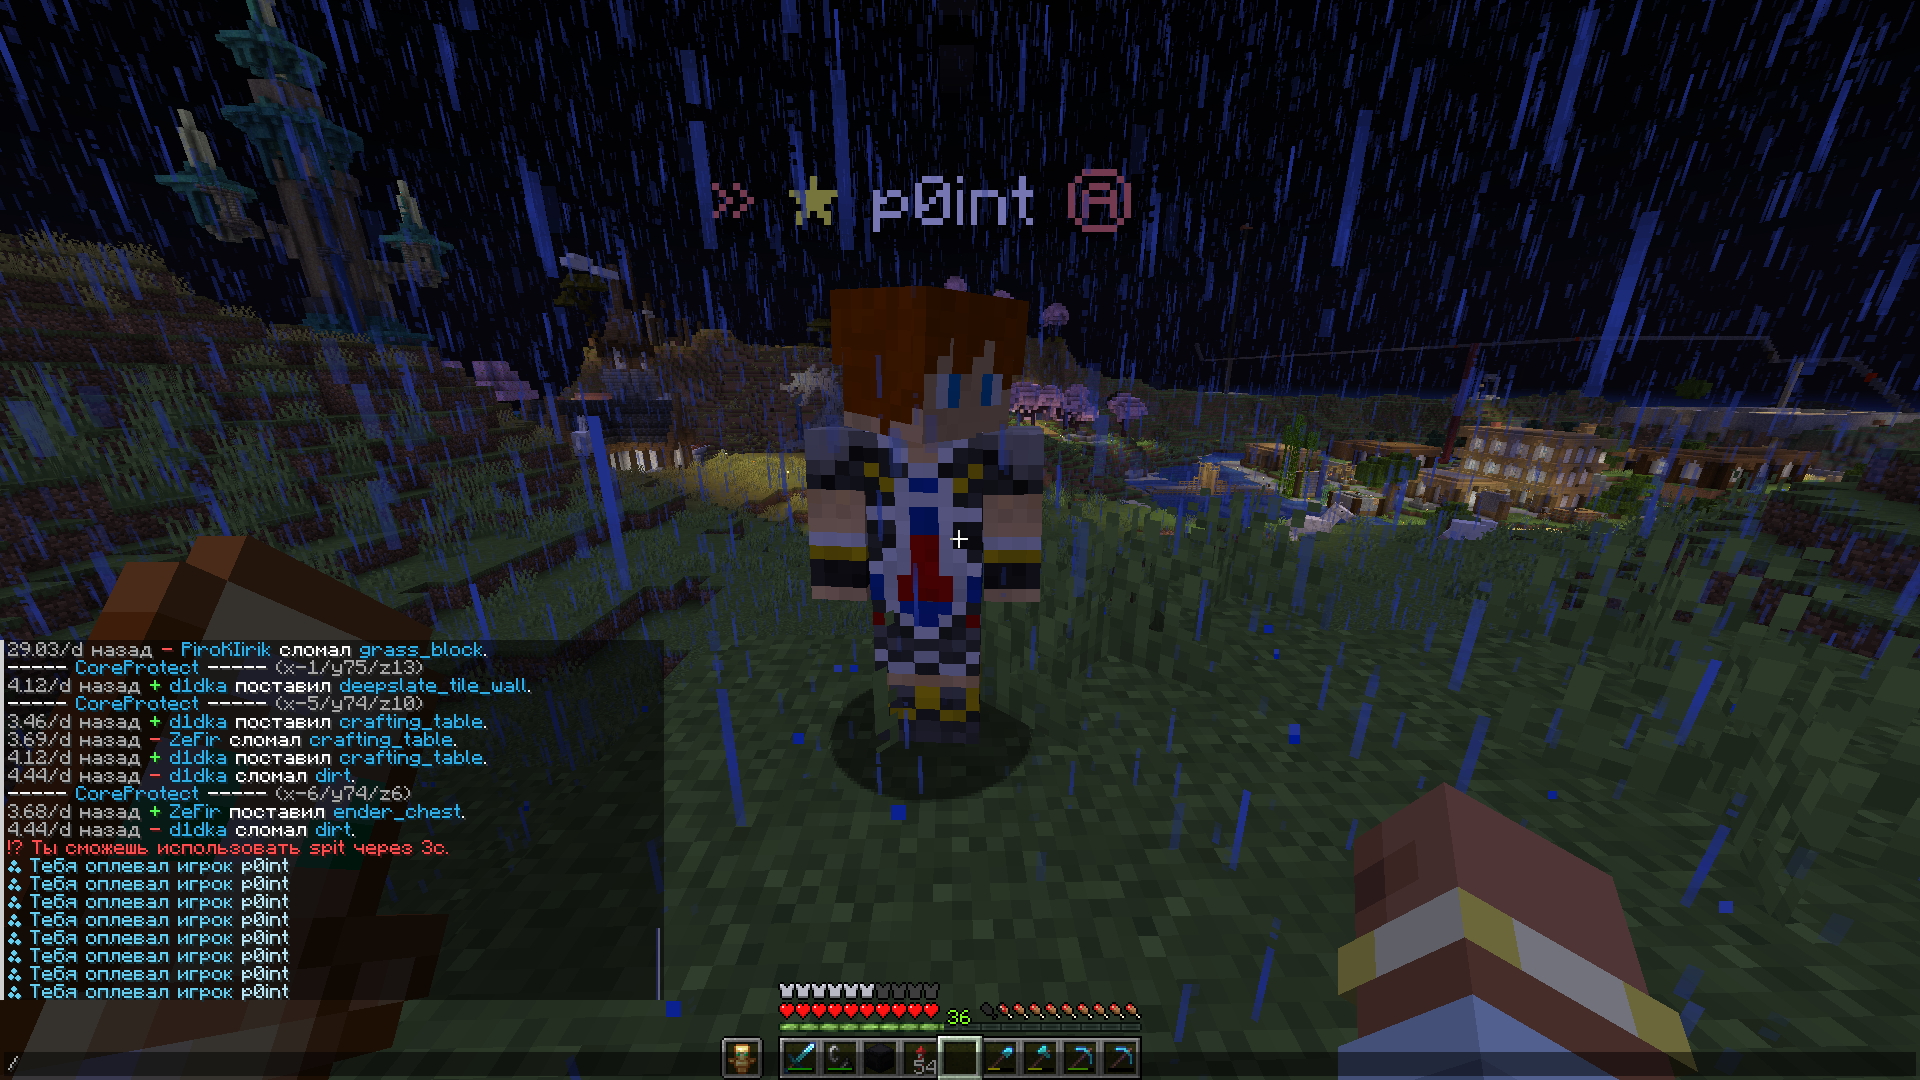 » ★ p0int Ⓐ
29.03/d назад - PiroKIirik сломал grass_block.
----- CoreProtect ----- (x-1/y75/z13)
4.12/d назад + d1dka поставил deepslate_tile_wall.
----- CoreProtect ----- (x-5/y74/z10)
3.46/d назад + d1dka поставил crafting_table.
3.69/d назад - ZeFir сломал crafting_table.
4.12/d назад + d1dka поставил crafting_table.
4.44/d назад - d1dka сломал dirt.
----- CoreProtect ----- (x-6/y74/z6)
3.68/d назад + ZeFir поставил ender_chest.
4.44/d назад - d1dka сломал dirt.
!? Ты сможешь использовать spit через 3с.
Тебя оплевал игрок p0int
Тебя оплевал игрок p0int
Тебя оплевал игрок p0int
Тебя оплевал игрок p0int
Тебя оплевал игрок p0int
Тебя оплевал игрок p0int
Тебя оплевал игрок p0int
Тебя оплевал игрок p0int
36
54
/